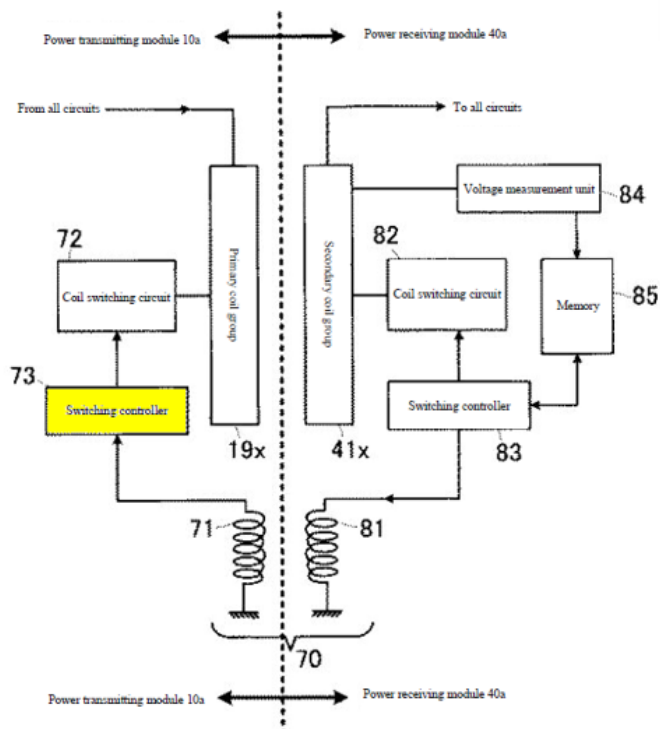 Power transmitting module 10a
Power receiving module 40a
From all circuits
To all circuits
Voltage measurement unit
84
72
82
Coil switching circuit
Primary coil group
Secondary coil group
Coil switching circuit
Memory
85
73
Switching controller
Switching controller
19x
41x
83
71
81
70
Power transmitting module 10a
Power receiving module 40a